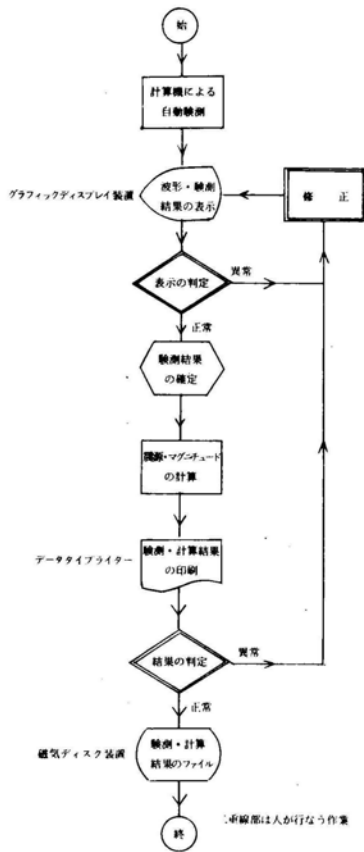 始
計算機による
自動験測
グラフィックディスプレイ装置
波形・験測
結果の表示
修 正
表示の判定
異常
正常
験測結果
の確定
震源・マグニチュード
の計算
データタイプライター
験測・計算結果
の印刷
結果の判定
異常
正常
磁気ディスク装置
験測・計算
結果のファイル
終
二重線部は人が行なう作業